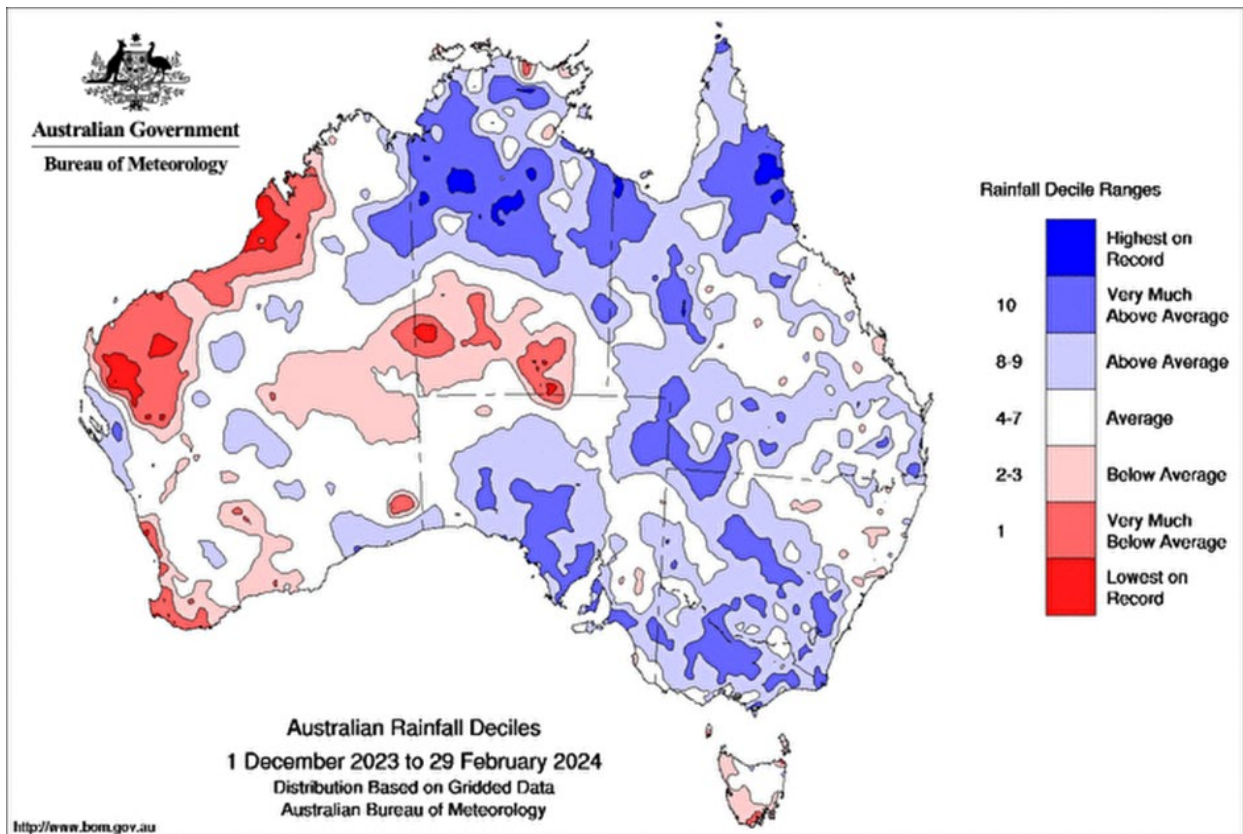 Australian Government
Bureau of Meteorology
Rainfall Decile Ranges
Highest on
Record
10
Very Much
Above Average
8-9
Above Average
4-7
Average
2-3
Below Average
1
Very Much
Below Average
Lowest on
Record
Australian Rainfall Deciles
1 December 2023 to 29 February 2024
Distribution Based on Gridded Data
Australian Bureau of Meteorology
http://www.bom.gov.au